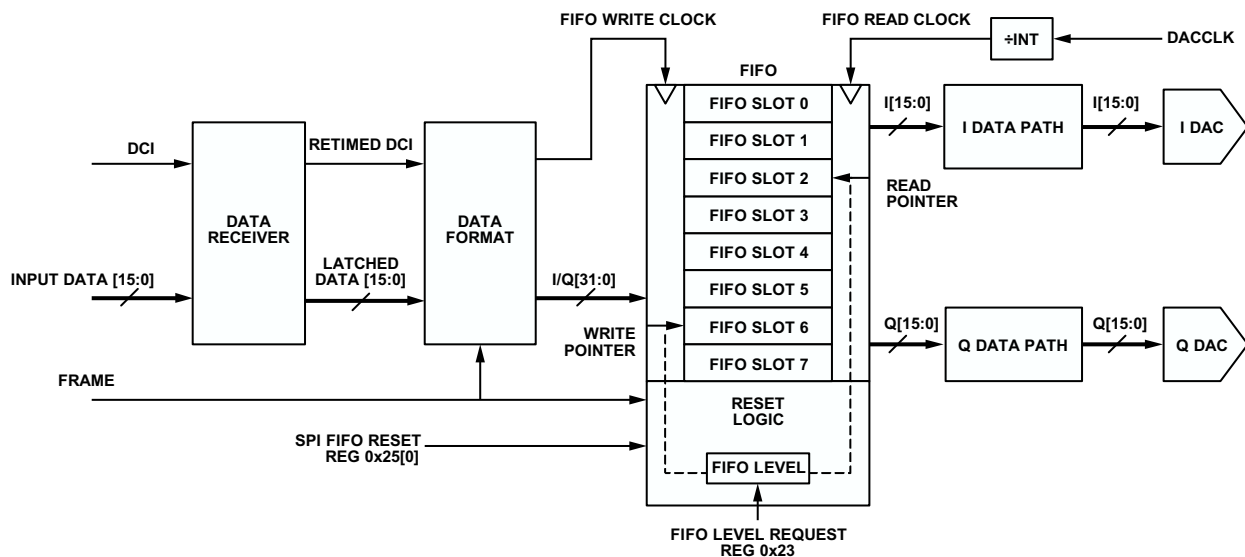 FIFO WRITE CLOCK
FIFO READ CLOCK
÷INT
DACCLK
FIFO
FIFO SLOT 0
FIFO SLOT 1
FIFO SLOT 2
FIFO SLOT 3
FIFO SLOT 4
FIFO SLOT 5
FIFO SLOT 6
FIFO SLOT 7
I[15:0]
I DATA PATH
I[15:0]
I DAC
DCI
RETIMED DCI
DATA
RECEIVER
DATA
FORMAT
READ
POINTER
INPUT DATA [15:0]
LATCHED
DATA [15:0]
I/Q[31:0]
WRITE
POINTER
Q[15:0]
Q DATA PATH
Q[15:0]
Q DAC
FRAME
RESET
LOGIC
SPI FIFO RESET
REG 0x25[0]
FIFO LEVEL
FIFO LEVEL REQUEST
REG 0x23